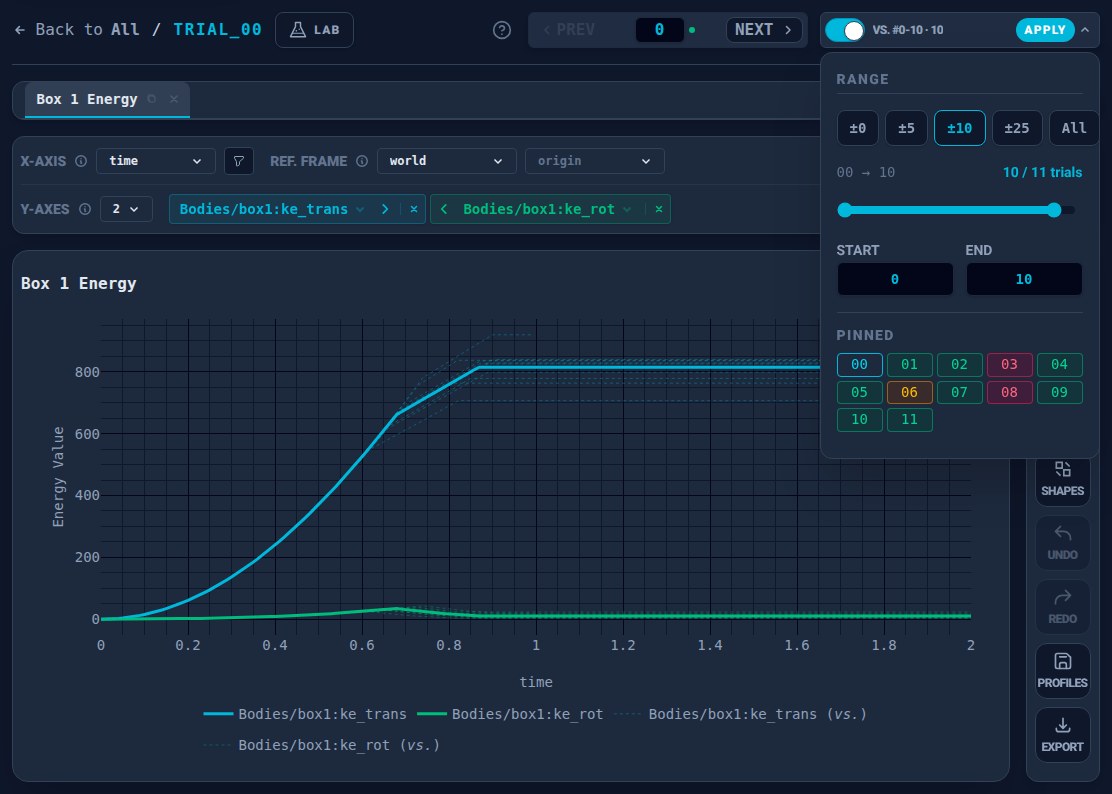 ← Back to All / TRIAL_00 LAB
PREV 0 NEXT
VS. #0-10 · 10 APPLY
Box 1 Energy
X-AXIS time REF. FRAME world origin
Y-AXES 2 Bodies/box1:ke_trans Bodies/box1:ke_rot
RANGE
±0 ±5 ±10 ±25 All
00 → 10 10 / 11 trials
START END
0 10
PINNED
00 01 02 03 04
05 06 07 08 09
10 11
Box 1 Energy
Energy Value
800
600
400
200
0
0 0.2 0.4 0.6 0.8 1 1.2 1.4 1.6 1.8 2
time
Bodies/box1:ke_trans Bodies/box1:ke_rot Bodies/box1:ke_trans (vs.)
Bodies/box1:ke_rot (vs.)
SHAPES
UNDO
REDO
PROFILES
EXPORT